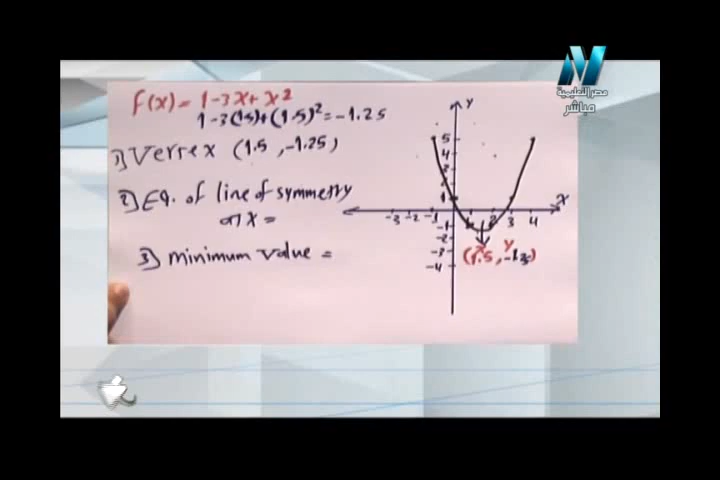 مصر التعليمية
مباشر
f(x) = 1-3x+x²
1-3(1.5)+(1.5)²=-1.25
1) Vertex (1.5 , -1.25)
2) Eq. of line of symmetry
at x =
3) minimum value =
y
5
4
3
2
1
x
-3 -2 -1 1 2 3 4
-1
-2
-3
-4
x y
(1.5 , -1.25)